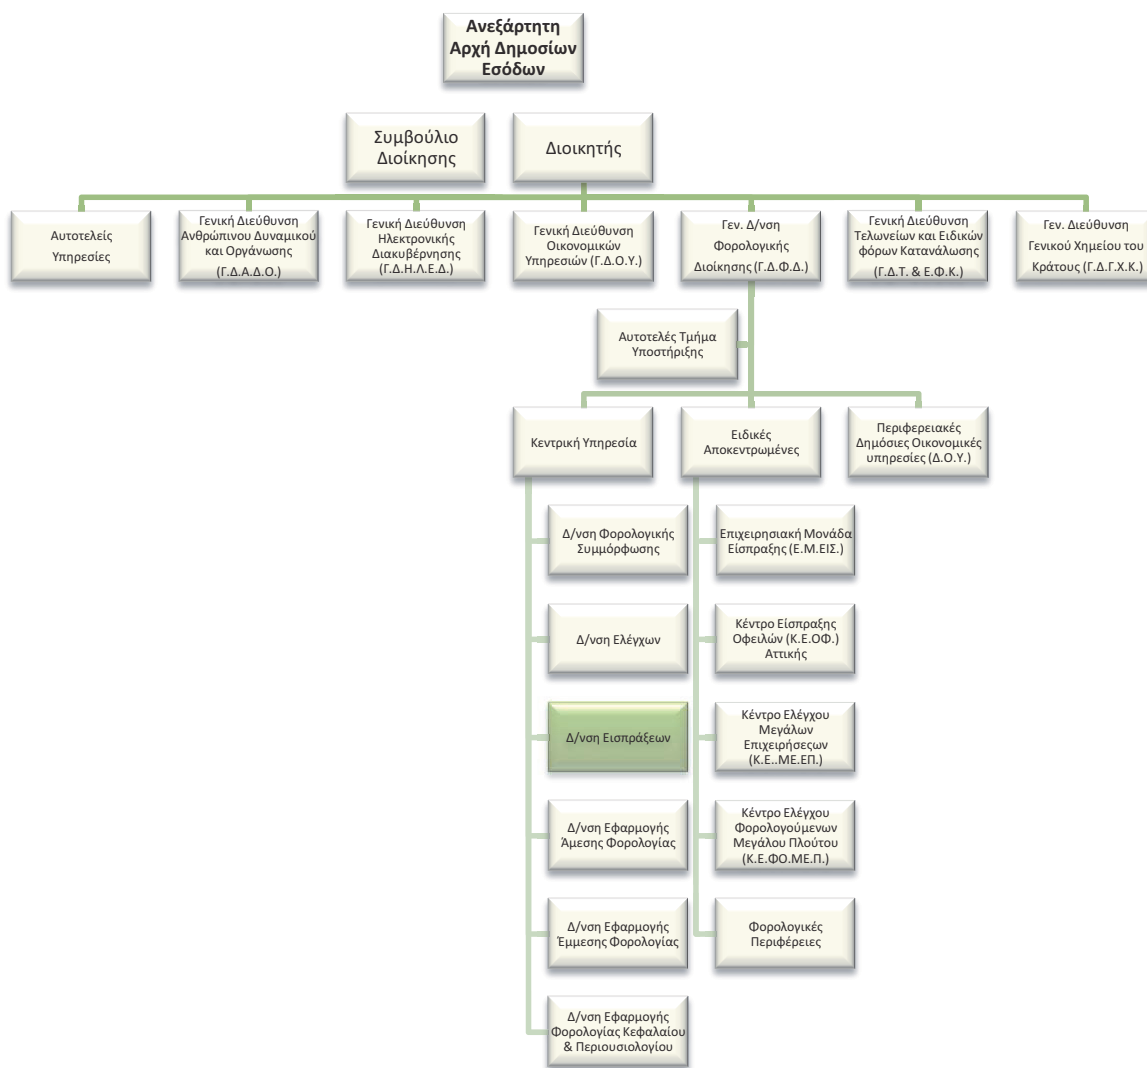 Ανεξάρτητη
Αρχή Δημοσίων
Εσόδων
Συμβούλιο
Διοίκησης
Διοικητής
Αυτοτελείς
Υπηρεσίες
Γενική Διεύθυνση
Ανθρώπινου Δυναμικού
και Οργάνωσης
(Γ.Δ.Α.Δ.Ο.)
Γενική Διεύθυνση
Ηλεκτρονικής
Διακυβέρνησης
(Γ.Δ.Η.Λ.Ε.Δ.)
Γενική Διεύθυνση
Οικονομικών
Υπηρεσιών (Γ.Δ.Ο.Υ.)
Γεν. Δ/νση
Φορολογικής
Διοίκησης (Γ.Δ.Φ.Δ.)
Γενική Διεύθυνση
Τελωνείων και Ειδικών
φόρων Κατανάλωσης
(Γ.Δ.Τ. & Ε.Φ.Κ.)
Γεν. Διεύθυνση
Γενικού Χημείου του
Κράτους (Γ.Δ.Γ.Χ.Κ.)
Αυτοτελές Τμήμα
Υποστήριξης
Κεντρική Υπηρεσία
Ειδικές
Αποκεντρωμένες
Περιφερειακές
Δημόσιες Οικονομικές
υπηρεσίες (Δ.Ο.Υ.)
Δ/νση Φορολογικής
Συμμόρφωσης
Επιχειρησιακή Μονάδα
Είσπραξης (Ε.Μ.ΕΙΣ.)
Δ/νση Ελέγχων
Κέντρο Είσπραξης
Οφειλών (Κ.Ε.ΟΦ.)
Αττικής
Δ/νση Εισπράξεων
Κέντρο Ελέγχου
Μεγάλων
Επιχειρήσεςων
(Κ.Ε..ΜΕ.ΕΠ.)
Δ/νση Εφαρμογής
Άμεσης Φορολογίας
Κέντρο Ελέγχου
Φορολογούμενων
Μεγάλου Πλούτου
(Κ.Ε.ΦΟ.ΜΕ.Π.)
Δ/νση Εφαρμογής
Έμμεσης Φορολογίας
Φορολογικές
Περιφέρειες
Δ/νση Εφαρμογής
Φορολογίας Κεφαλαίου
& Περιουσιολογίου